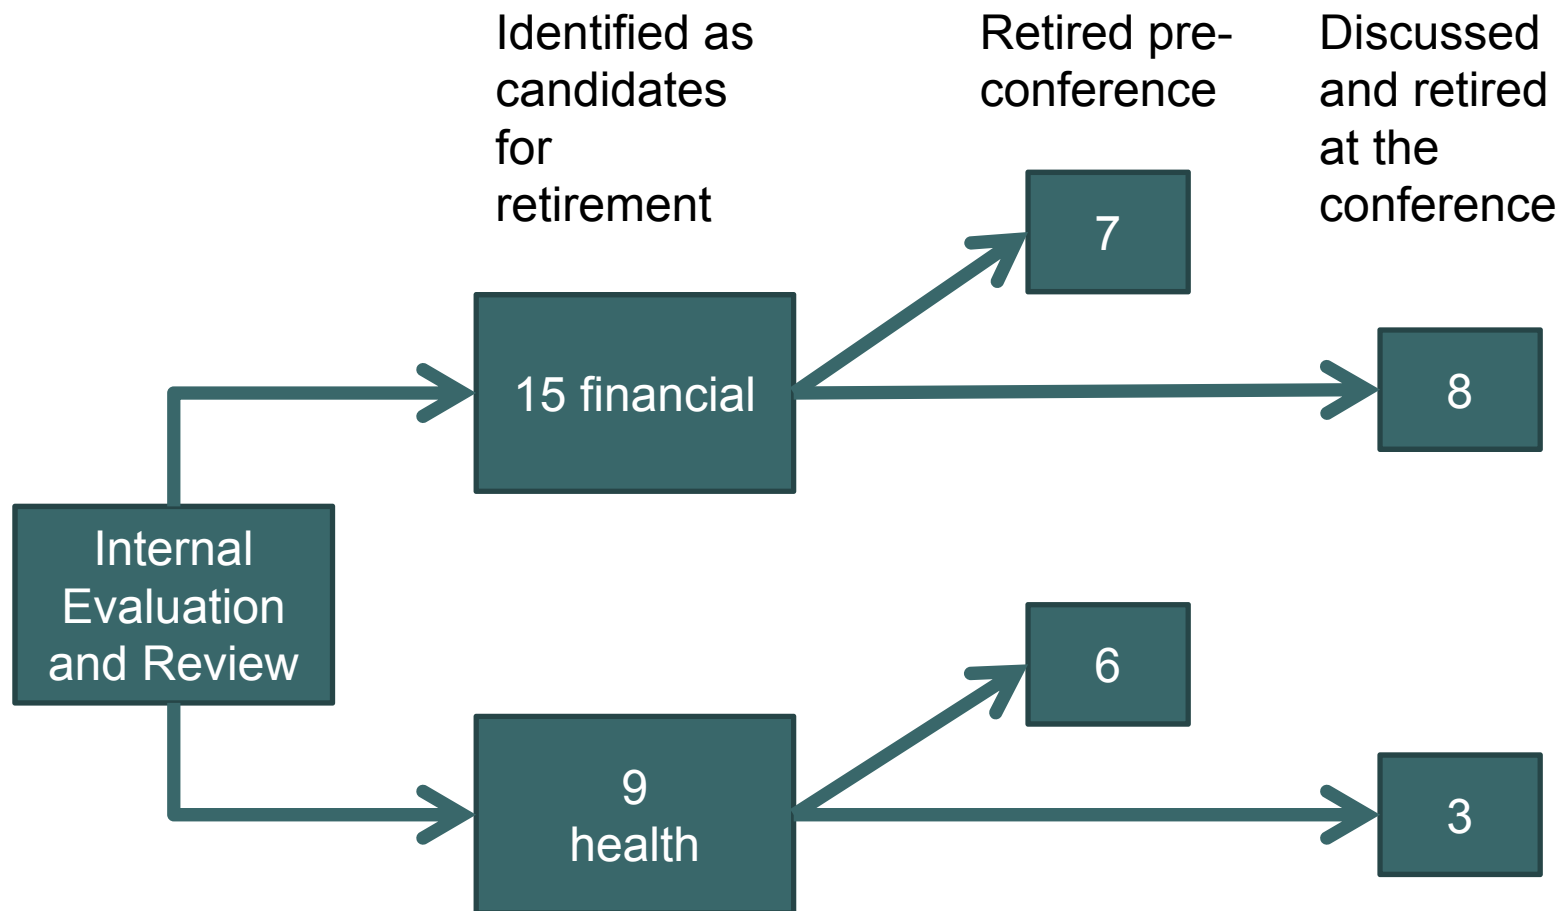 Identified as
candidates
for
retirement
Retired pre-
conference
Discussed
and retired
at the
conference
7
15 financial
8
Internal
Evaluation
and Review
6
9
health
3